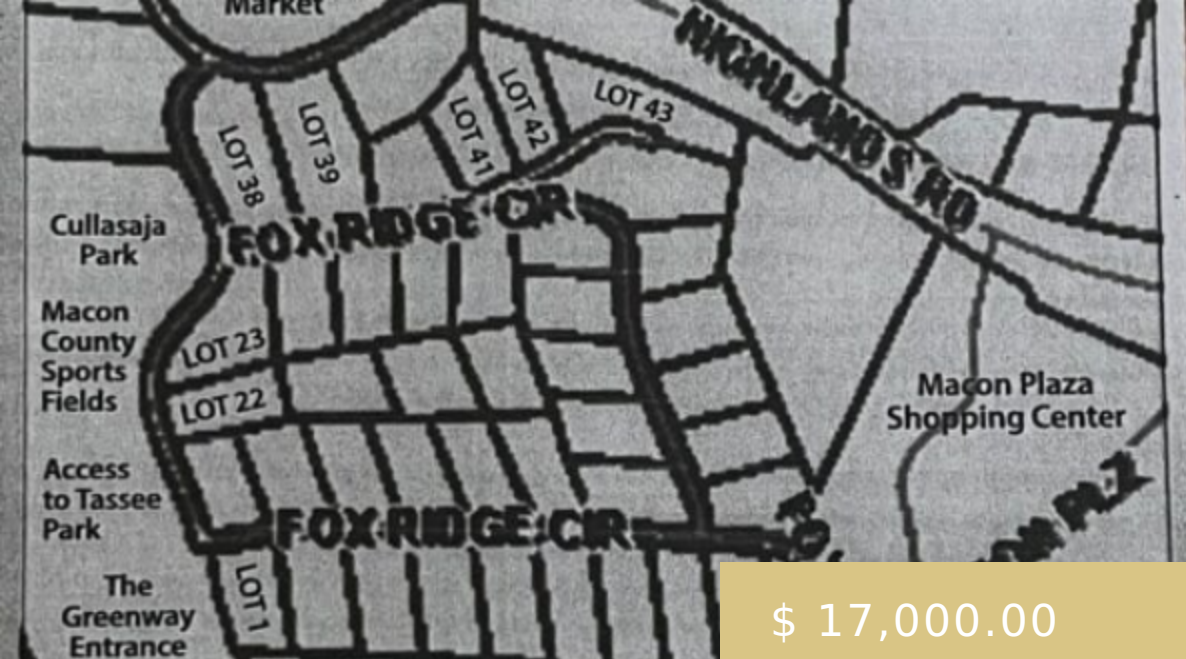 Market
HIGHLANDS RD
LOT 38
LOT 39
LOT 41
LOT 42
LOT 43
FOX RIDGE CIR
Cullasaja
Park
Macon
County
Sports
Fields
LOT 23
LOT 22
Macon Plaza
Shopping Center
Access
to Tassee
Park
FOX RIDGE CIR
The
Greenway
Entrance
LOT 1
$ 17,000.00